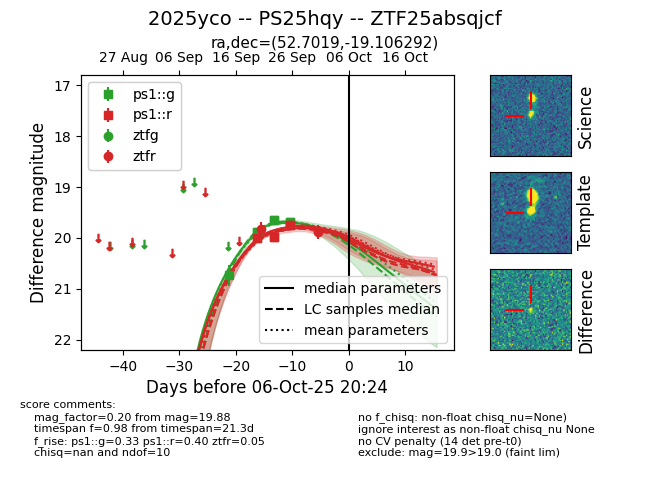 2025yco -- PS25hqy -- ZTF25absqjcf
ra,dec=(52.7019,-19.106292)
27 Aug 06 Sep 16 Sep 26 Sep 06 Oct 16 Oct
ps1::g
ps1::r
ztfg
ztfr
17
18
19
20
21
22
Difference magnitude
median parameters
LC samples median
mean parameters
−40 −30 −20 −10 0 10
Days before 06-Oct-25 20:24
Science
Template
Difference
score comments:
mag_factor=0.20 from mag=19.88
timespan f=0.98 from timespan=21.3d
f_rise: ps1::g=0.33 ps1::r=0.40 ztfr=0.05
chisq=nan and ndof=10
no f_chisq: non-float chisq_nu=None)
ignore interest as non-float chisq_nu None
no CV penalty (14 det pre-t0)
exclude: mag=19.9>19.0 (faint lim)